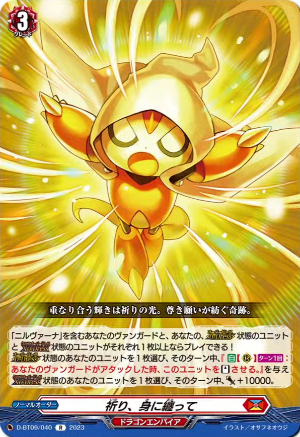 3
グレード
重なり合う輝きは祈りの光。尊き願いが紡ぐ奇跡。
「ニルヴァーナ」を含むあなたのヴァンガードと、あなたの、
状態のユニットと
状態のユニットがそれぞれ1枚以上ならプレイできる!
状態のユニットを1枚選び、そのターン中、『
ターン1回
:
あなたのヴァンガードがアタックした時、このユニットを
』を与え、あなたの
状態のユニットを1枚選び、そのターン中、
+10000。
ノーマルオーダー
祈り、身に纏って
D-BT09/040 R 2023
ドラゴンエンパイア
イラスト/オサフネオウジ